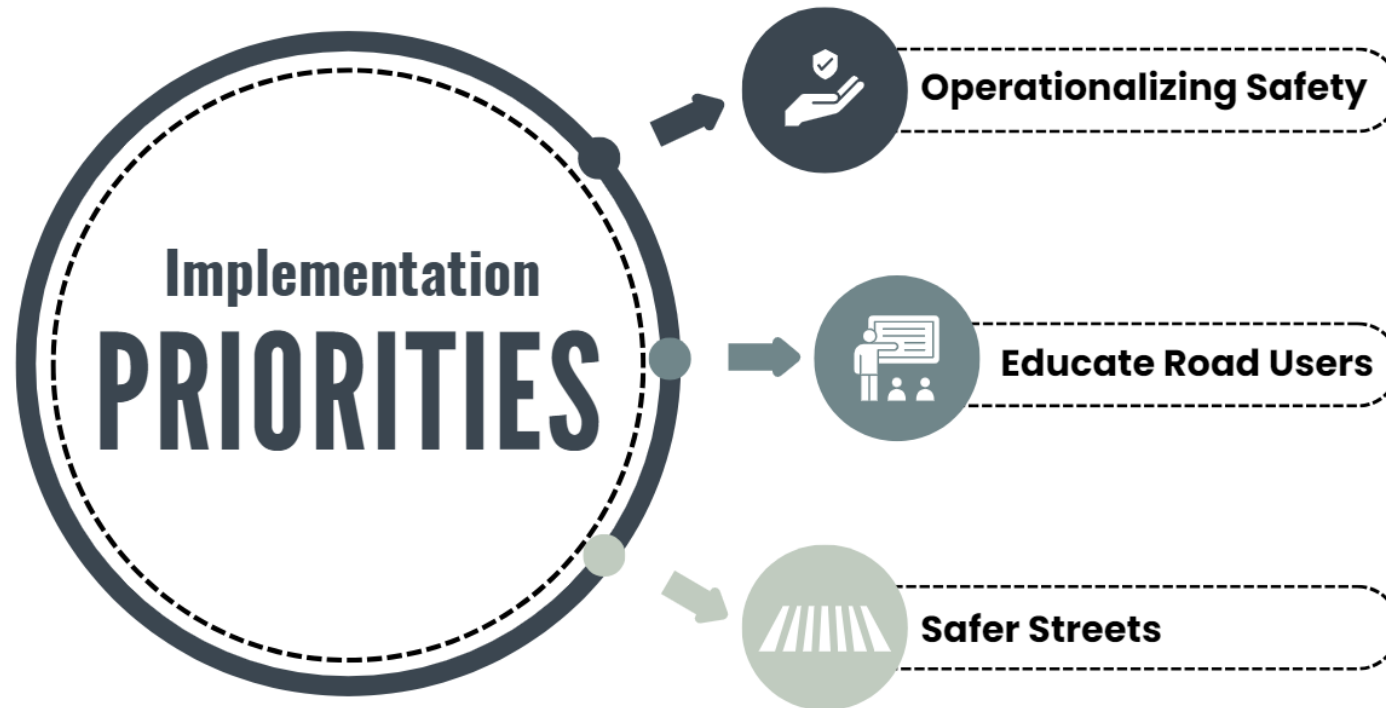 Implementation
PRIORITIES
Operationalizing Safety
Educate Road Users
Safer Streets